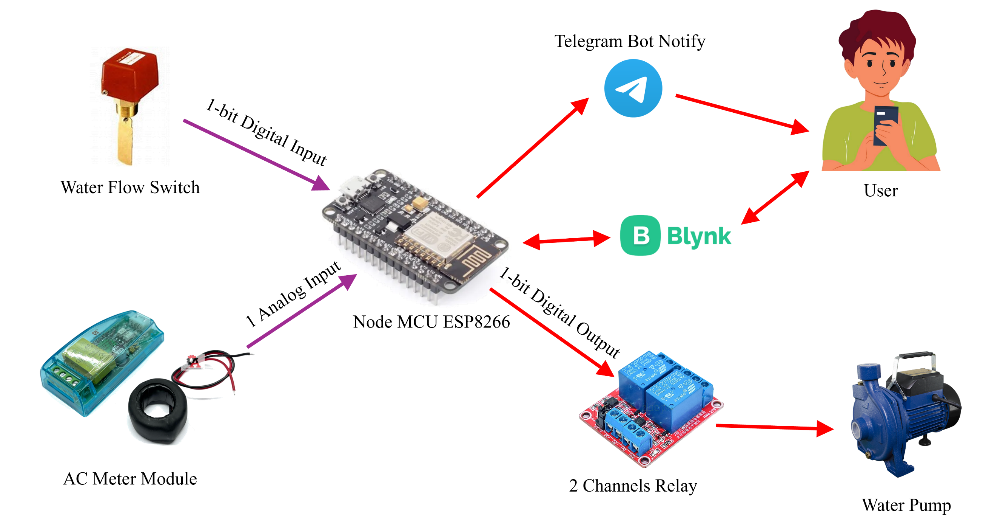 Telegram Bot Notify
1-bit Digital Input
Water Flow Switch
User
B Blynk
1 Analog Input
Node MCU ESP8266
1-bit Digital Output
AC Meter Module
2 Channels Relay
Water Pump